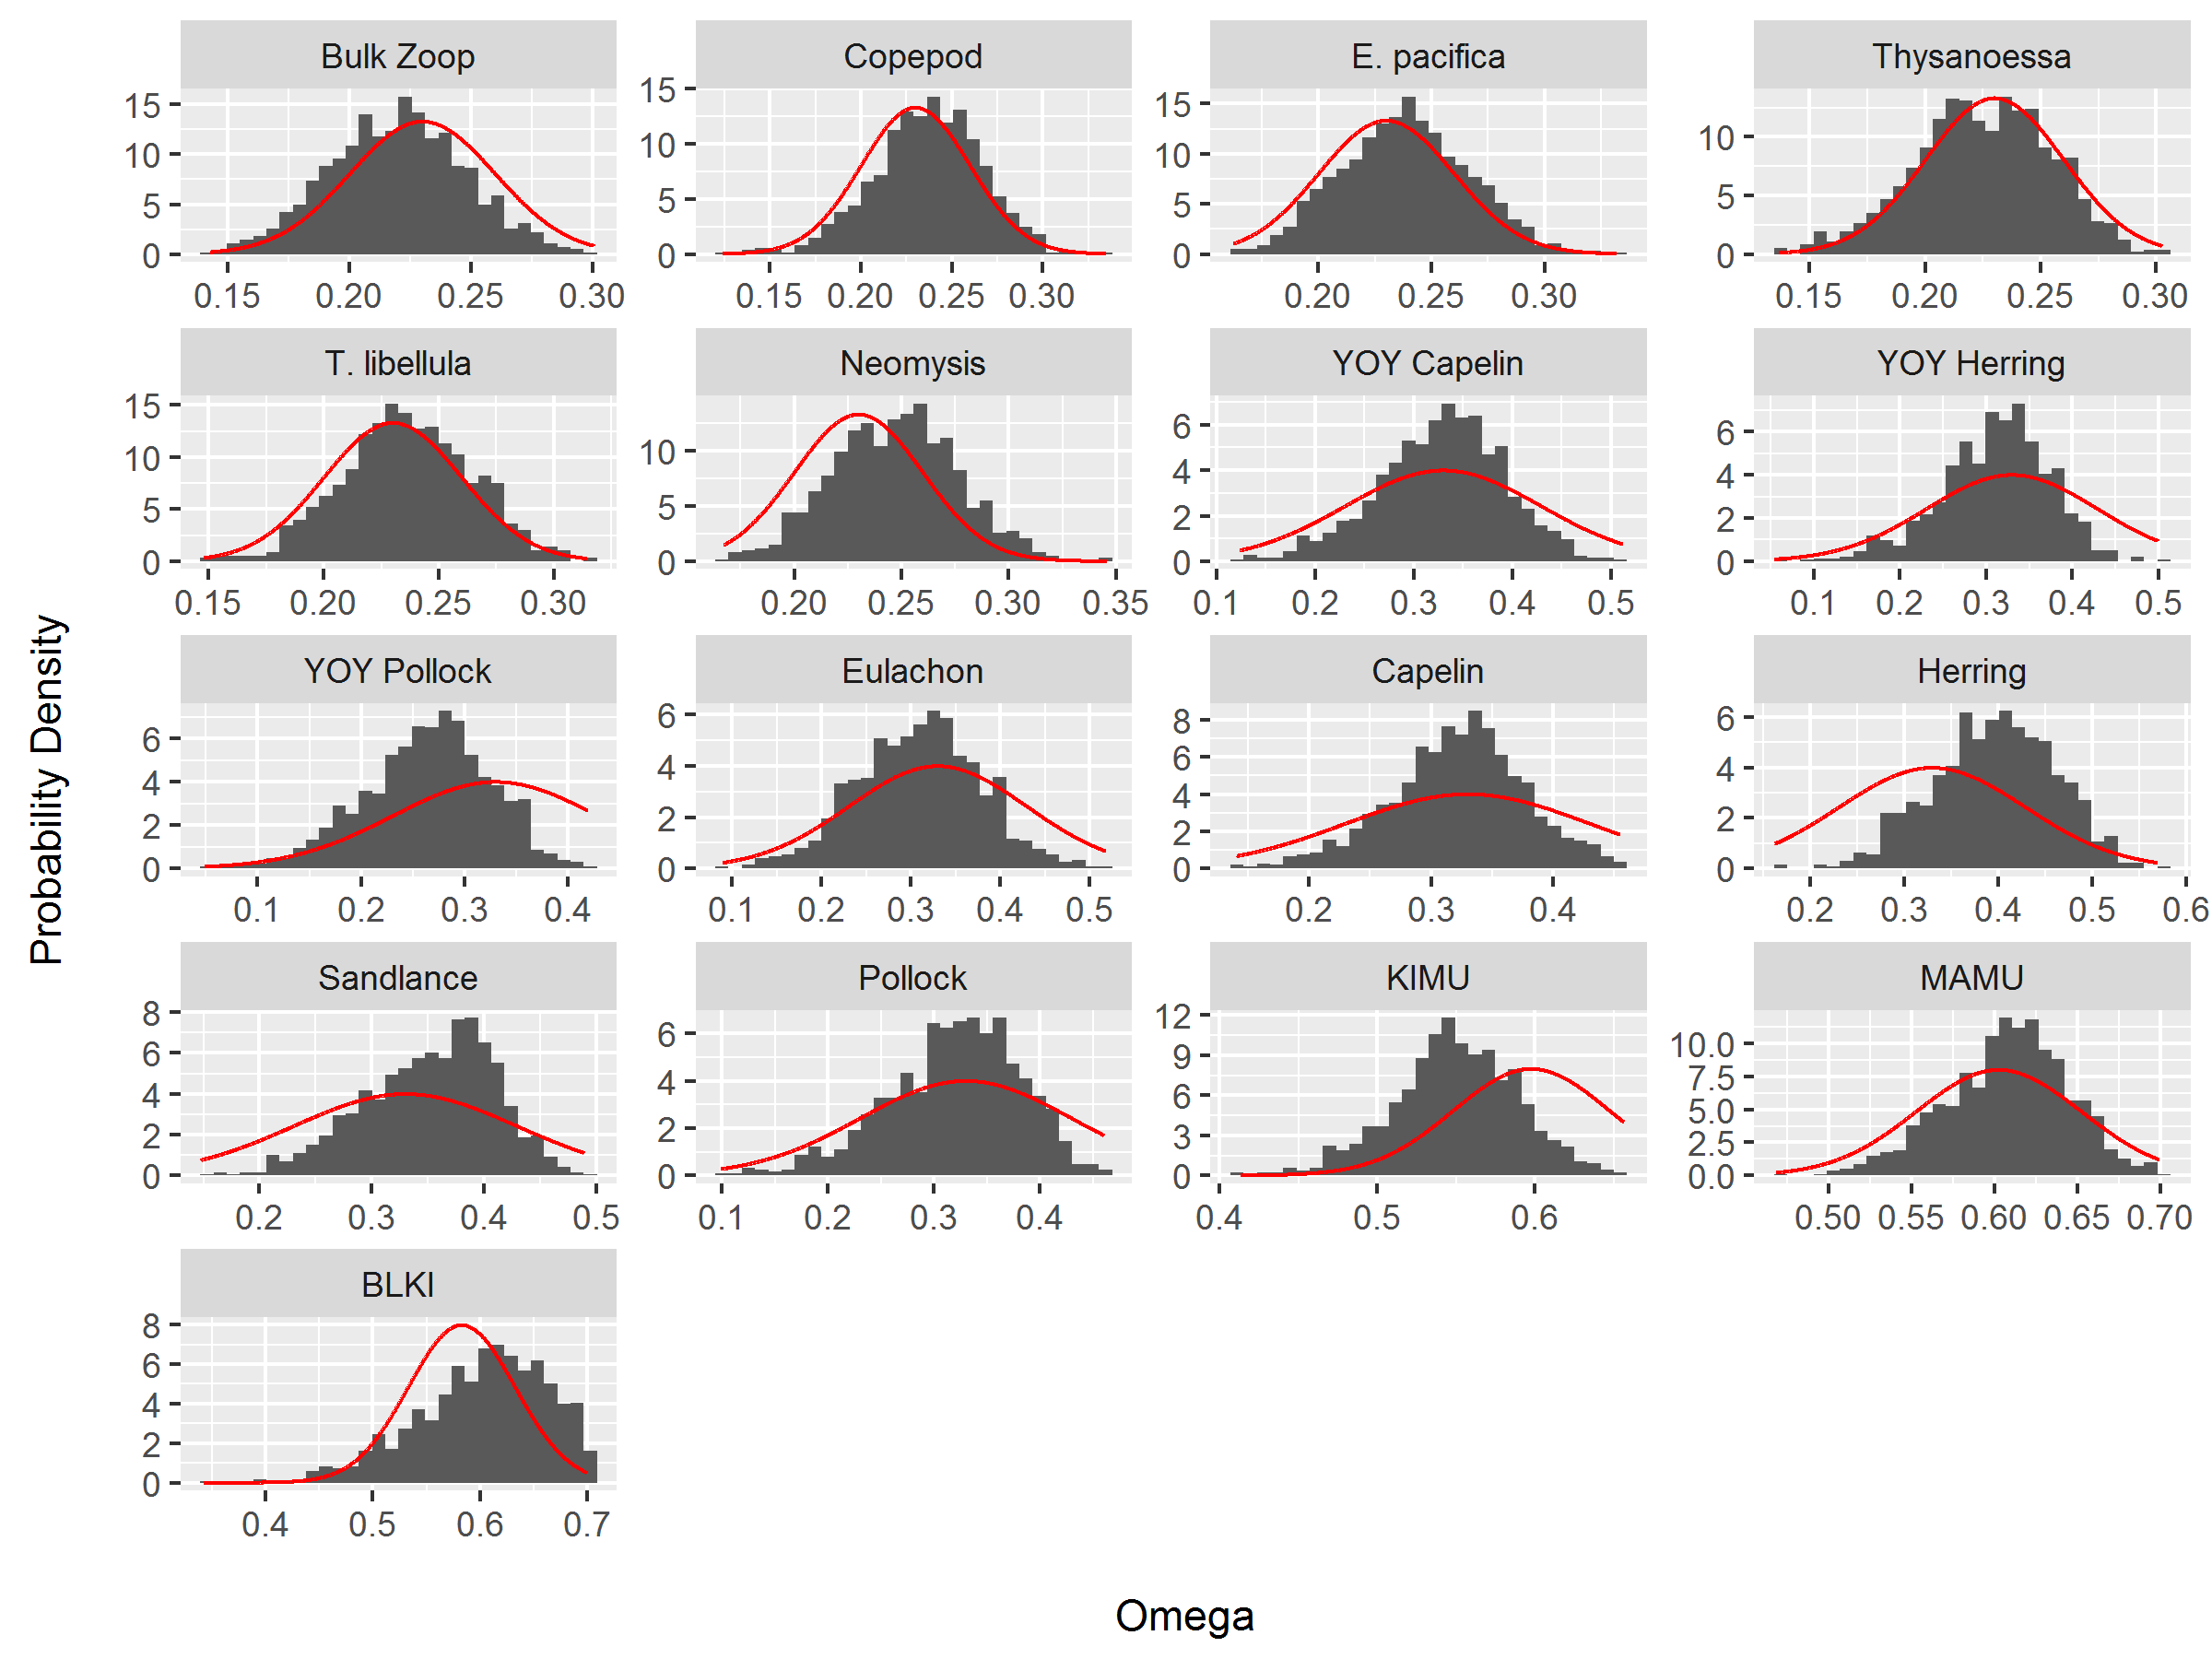 Bulk Zoop Copepod E. pacifica Thysanoessa
15 10 5 0
15 10 5 0
15 10 5 0
10 5 0
0.15 0.20 0.25 0.30
0.15 0.20 0.25 0.30
0.20 0.25 0.30
0.15 0.20 0.25 0.30
T. libellula Neomysis YOY Capelin YOY Herring
15 10 5 0
10 5 0
6 4 2 0
6 4 2 0
0.15 0.20 0.25 0.30
0.20 0.25 0.30 0.35
0.1 0.2 0.3 0.4 0.5
0.1 0.2 0.3 0.4 0.5
Probability Density
YOY Pollock Eulachon Capelin Herring
6 4 2 0
6 4 2 0
8 6 4 2 0
6 4 2 0
0.1 0.2 0.3 0.4
0.1 0.2 0.3 0.4 0.5
0.2 0.3 0.4
0.2 0.3 0.4 0.5 0.6
Sandlance Pollock KIMU MAMU
8 6 4 2 0
6 4 2 0
12 9 6 3 0
10.0 7.5 5.0 2.5 0.0
0.2 0.3 0.4 0.5
0.1 0.2 0.3 0.4
0.4 0.5 0.6
0.50 0.55 0.60 0.65 0.70
BLKI
8 6 4 2 0
0.4 0.5 0.6 0.7
Omega